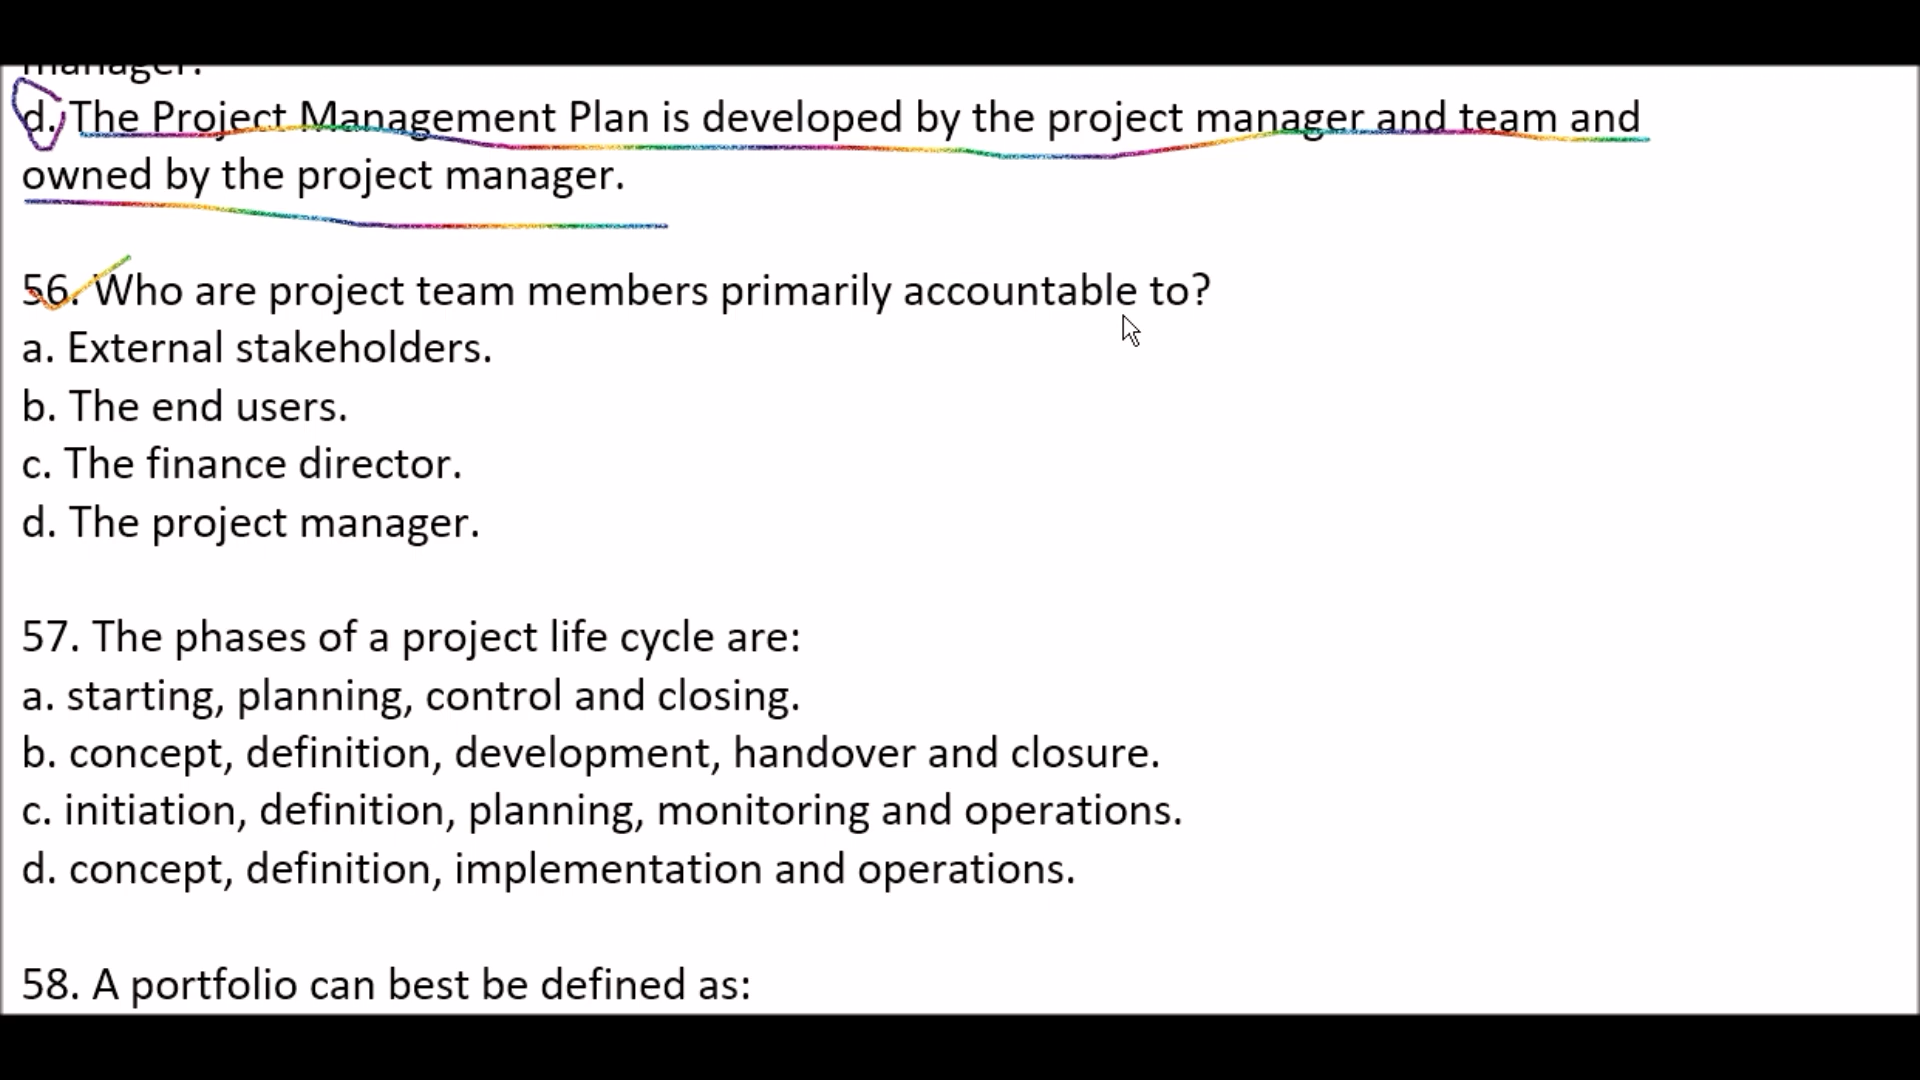 manager.
d. The Project Management Plan is developed by the project manager and team and
owned by the project manager.
56. Who are project team members primarily accountable to?
a. External stakeholders.
b. The end users.
c. The finance director.
d. The project manager.
57. The phases of a project life cycle are:
a. starting, planning, control and closing.
b. concept, definition, development, handover and closure.
c. initiation, definition, planning, monitoring and operations.
d. concept, definition, implementation and operations.
58. A portfolio can best be defined as: